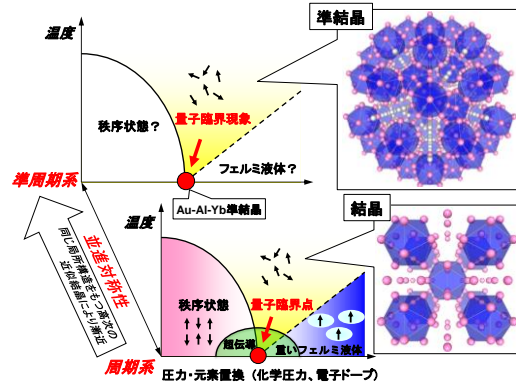 温度
準結晶
秩序状態？
量子臨界現象
フェルミ液体？
準周期系
Au-Al-Yb準結晶
温度
結晶
並進対称性
同じ局所構造をもつ高次の
近似結晶により漸近
秩序状態
量子臨界点
超伝導
重いフェルミ液体
周期系
圧力・元素置換（化学圧力、電子ドープ）